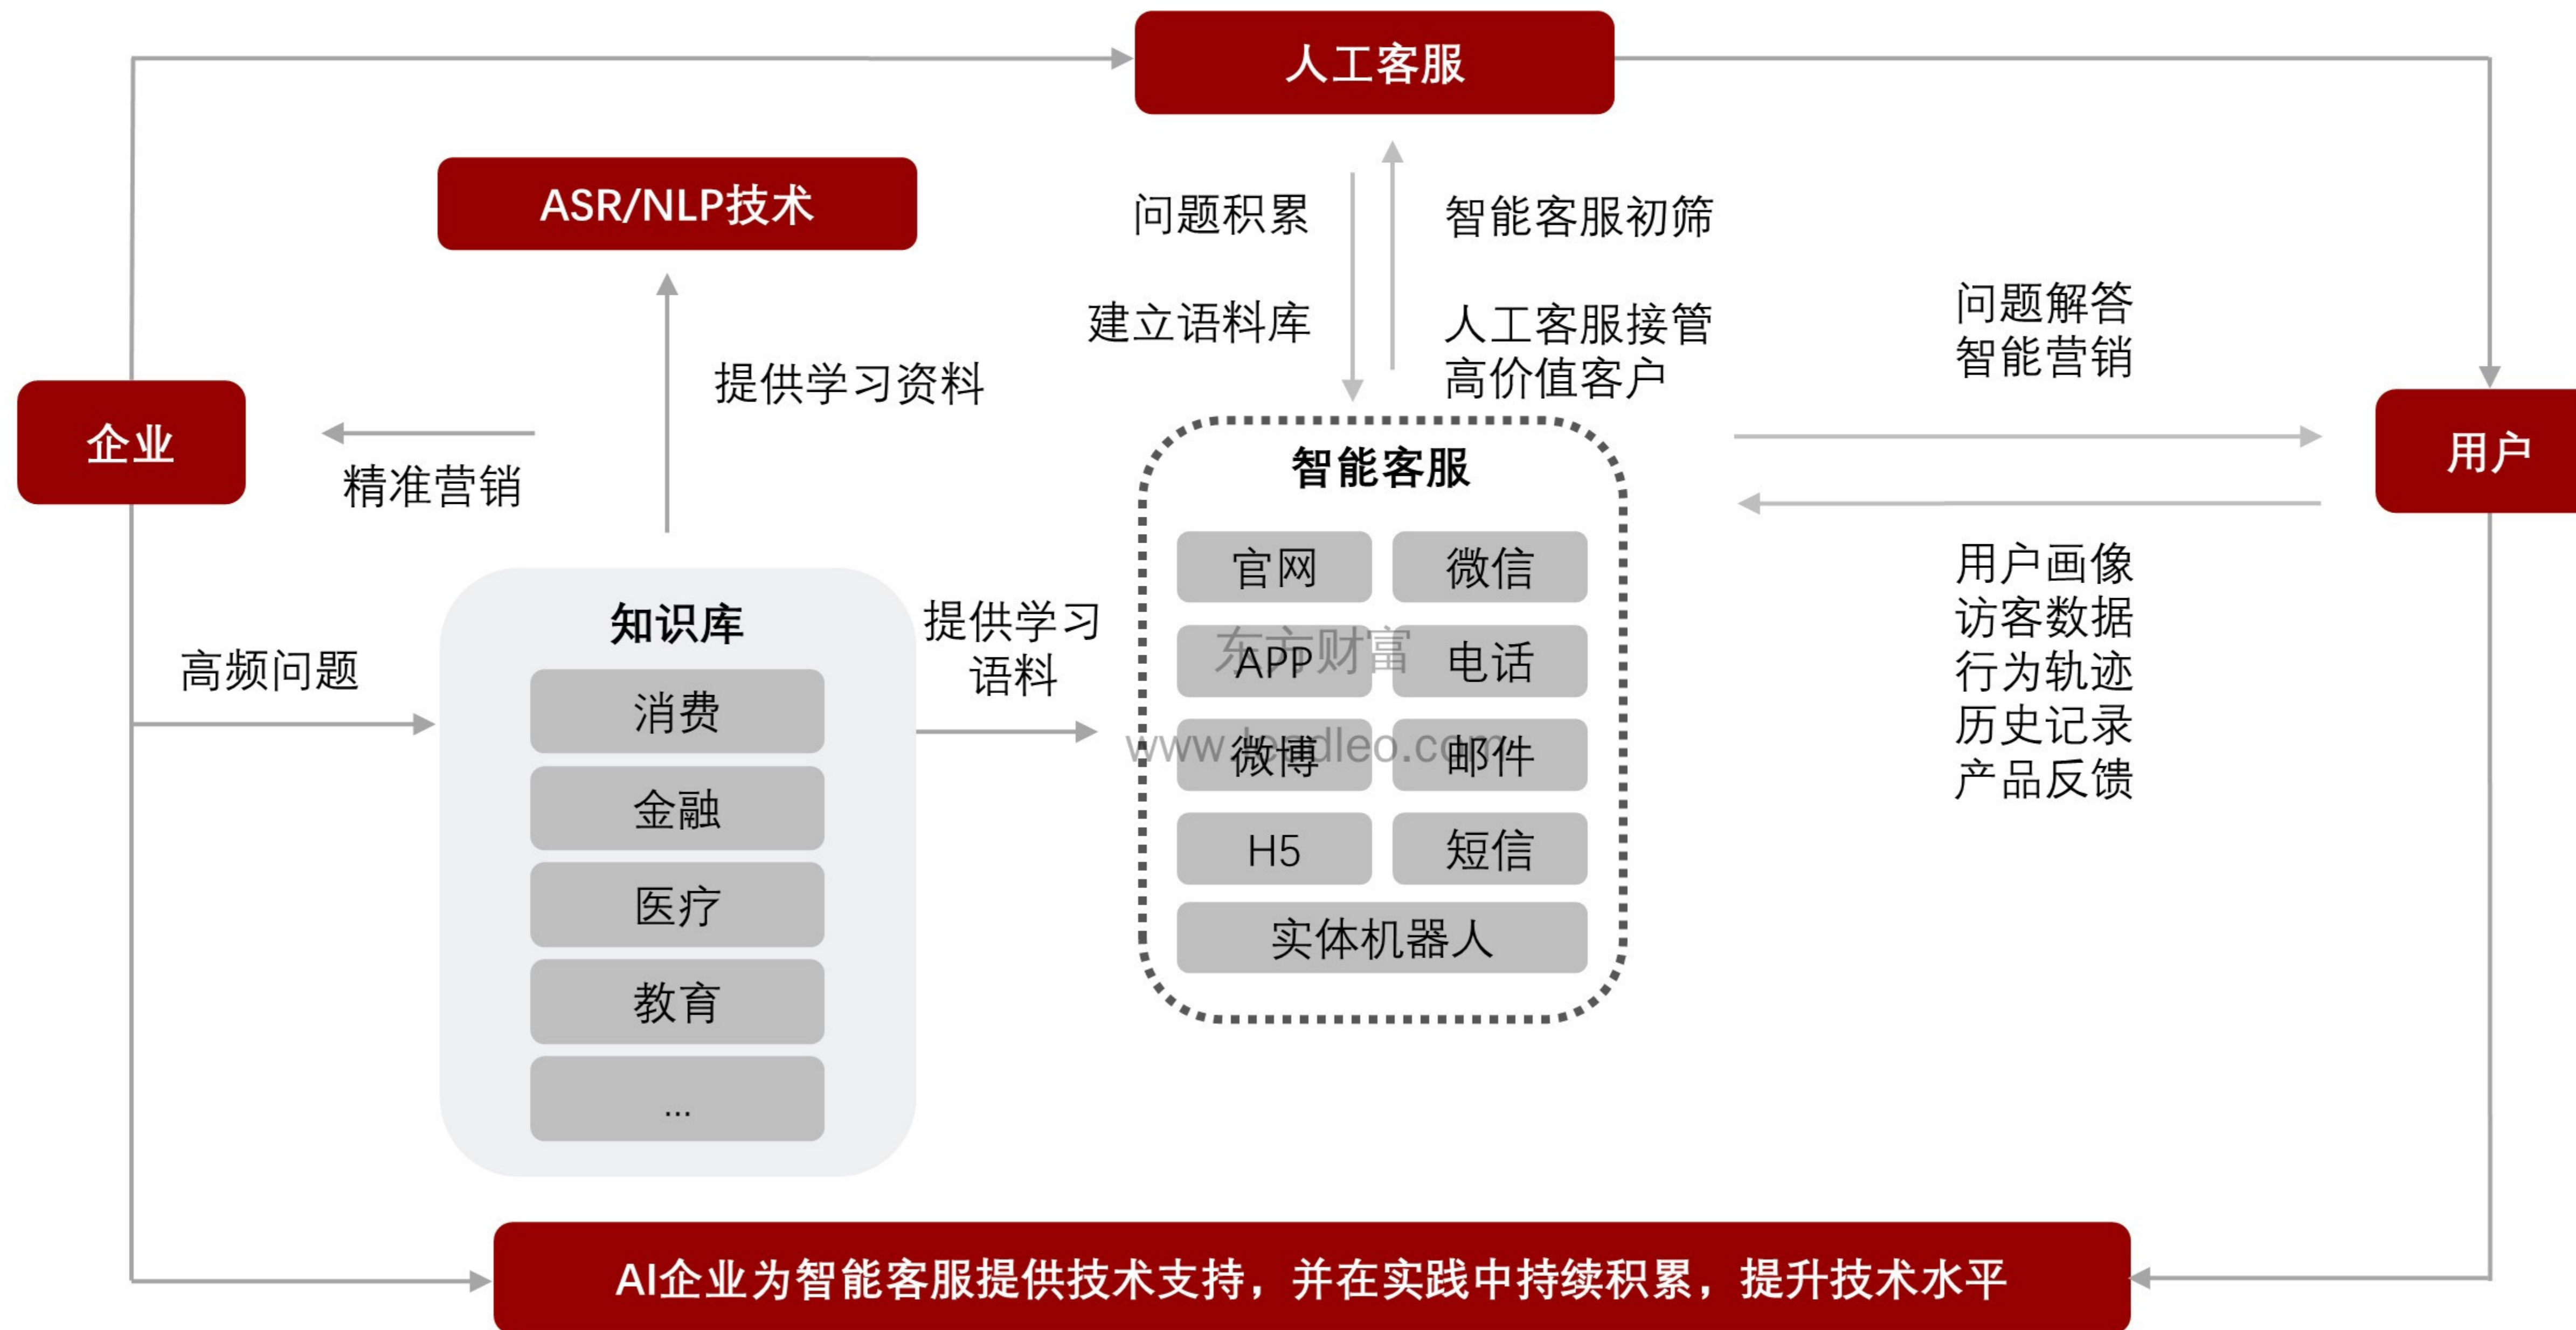 人工客服
ASR/NLP技术
问题积累
建立语料库
智能客服初筛
人工客服接管
高价值客户
提供学习资料
企业
精准营销
问题解答
智能营销
用户
用户画像
访客数据
行为轨迹
历史记录
产品反馈
高频问题
知识库
消费
金融
医疗
教育
...
提供学习
语料
智能客服
官网
微信
APP
电话
东方财富
微博
邮件
www.leadleo.com
H5
短信
实体机器人
AI企业为智能客服提供技术支持，并在实践中持续积累，提升技术水平